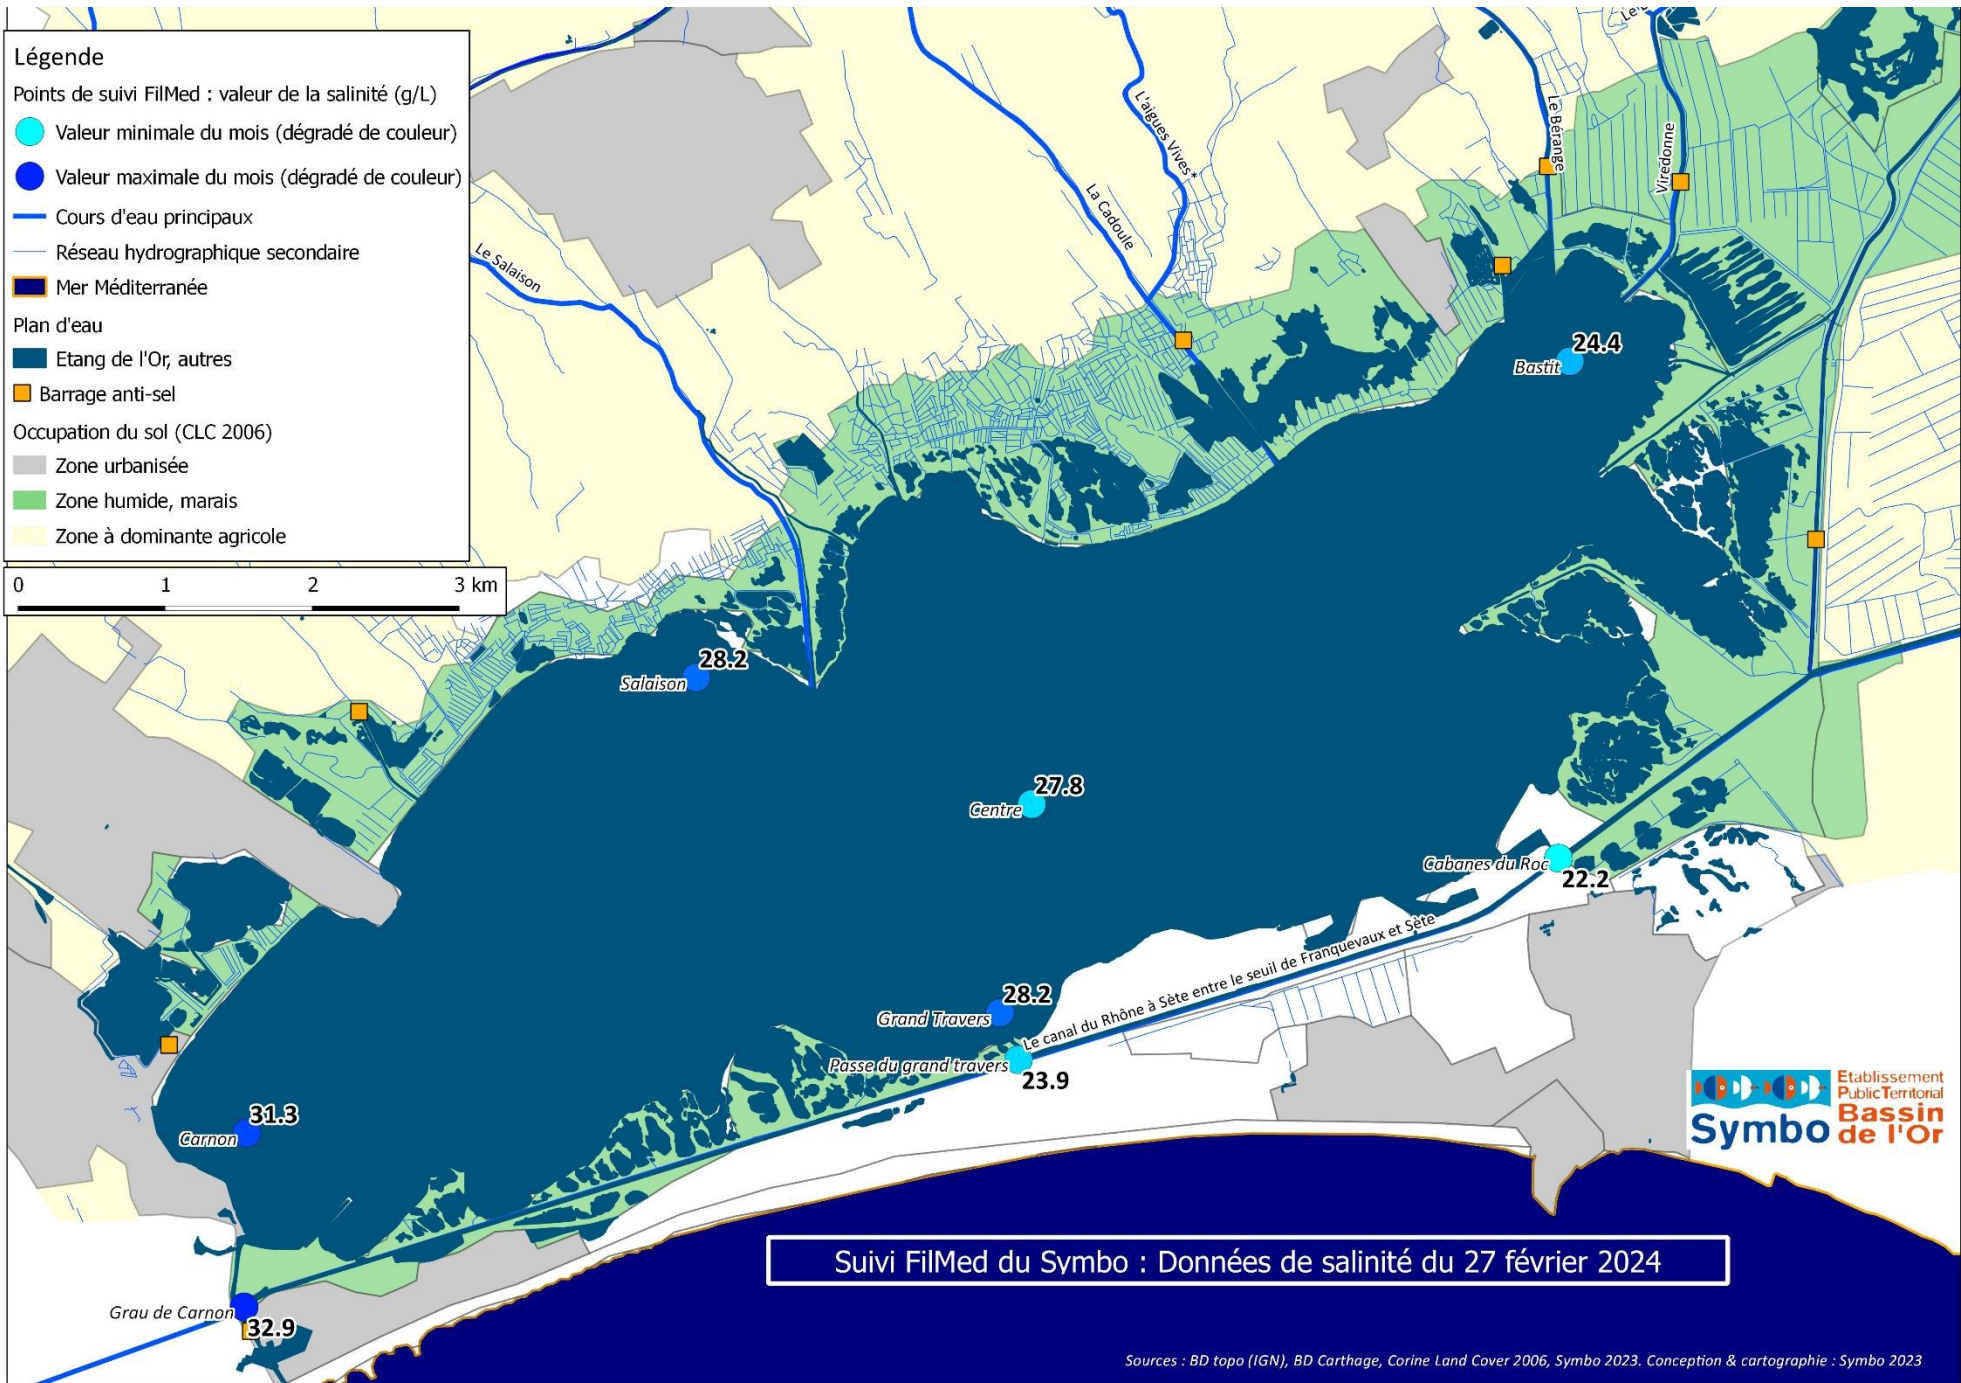 Légende
Points de suivi FilMed : valeur de la salinité (g/L)
Valeur minimale du mois (dégradé de couleur)
Valeur maximale du mois (dégradé de couleur)
Cours d'eau principaux
Réseau hydrographique secondaire
Mer Méditerranée
Plan d'eau
Etang de l'Or, autres
Barrage anti-sel
Occupation du sol (CLC 2006)
Zone urbanisée
Zone humide, marais
Zone à dominante agricole
0 1 2 3 km
Le Salaison
La Cadoule
L'aigues Vives*
Le Bérange
Viredonne
24.4
Bastit
28.2
Salaison
27.8
Centre
Cabanes du Roc
22.2
Le canal du Rhône à Sète entre le seuil de Franquevaux et Sète
28.2
Grand Travers
Passe du grand travers
23.9
31.3
Carnon
Grau de Carnon
32.9
Symbo
Etablissement
Public Territorial
Bassin
de l'Or
Suivi FilMed du Symbo : Données de salinité du 27 février 2024
Sources : BD topo (IGN), BD Carthage, Corine Land Cover 2006, Symbo 2023. Conception & cartographie : Symbo 2023